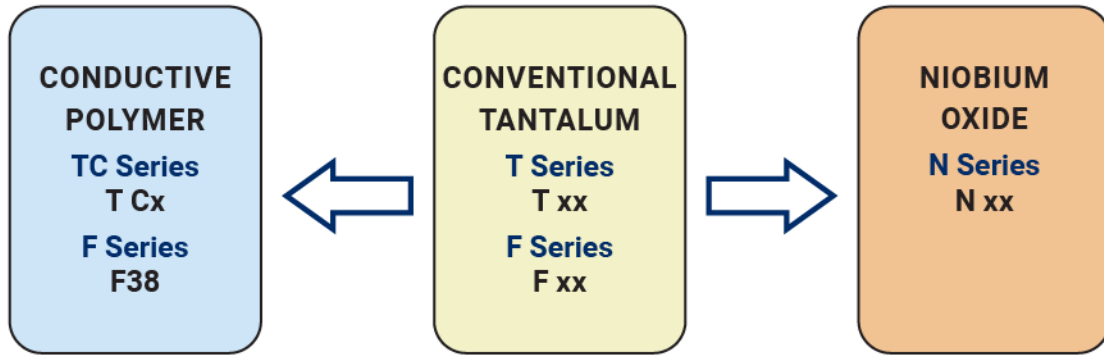 CONDUCTIVE
POLYMER
TC Series
T Cx
F Series
F38
CONVENTIONAL
TANTALUM
T Series
T xx
F Series
F xx
NIOBIUM
OXIDE
N Series
N xx